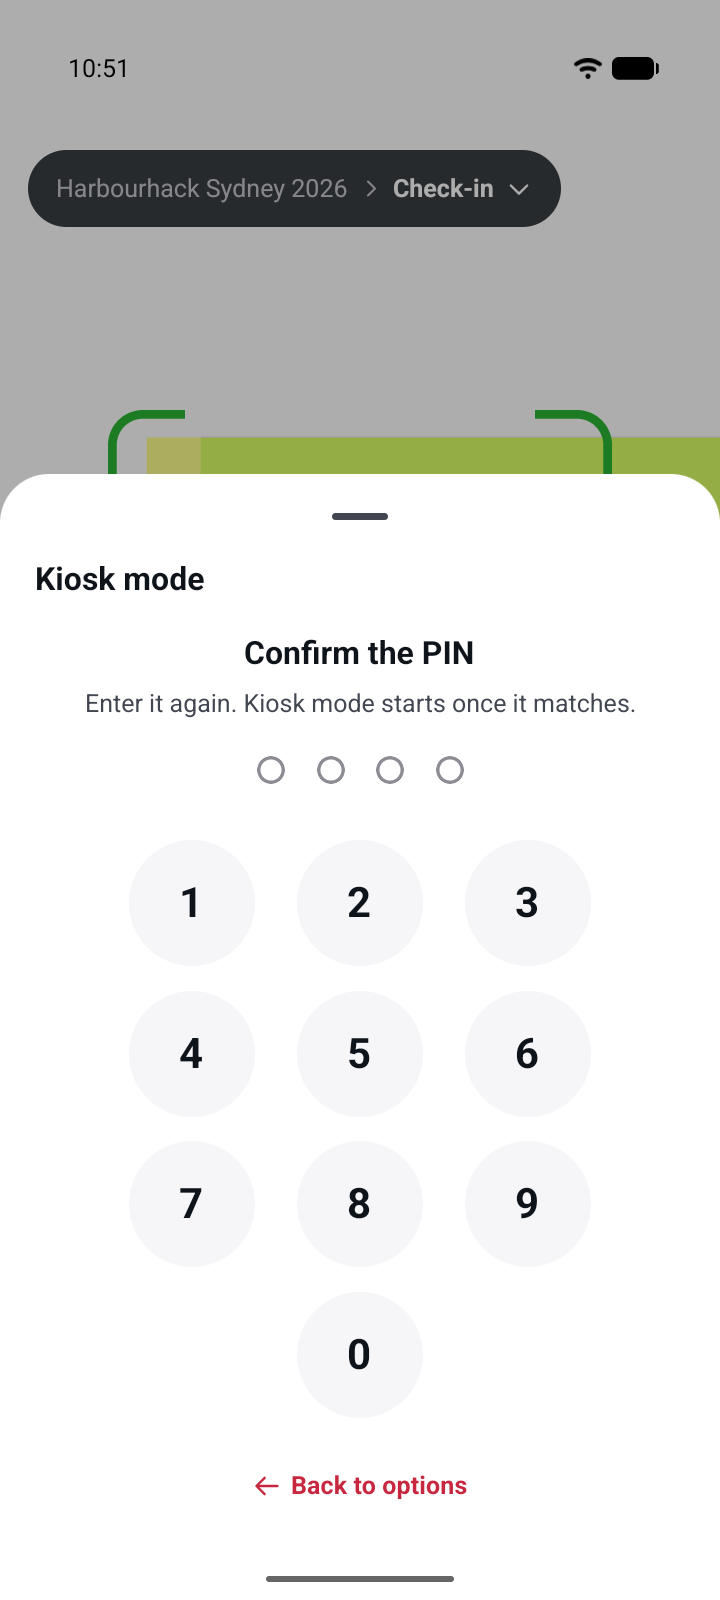 10:51
Harbourhack Sydney 2026 > Check-in
Kiosk mode
Confirm the PIN
Enter it again. Kiosk mode starts once it matches.
1 2 3
4 5 6
7 8 9
0
← Back to options